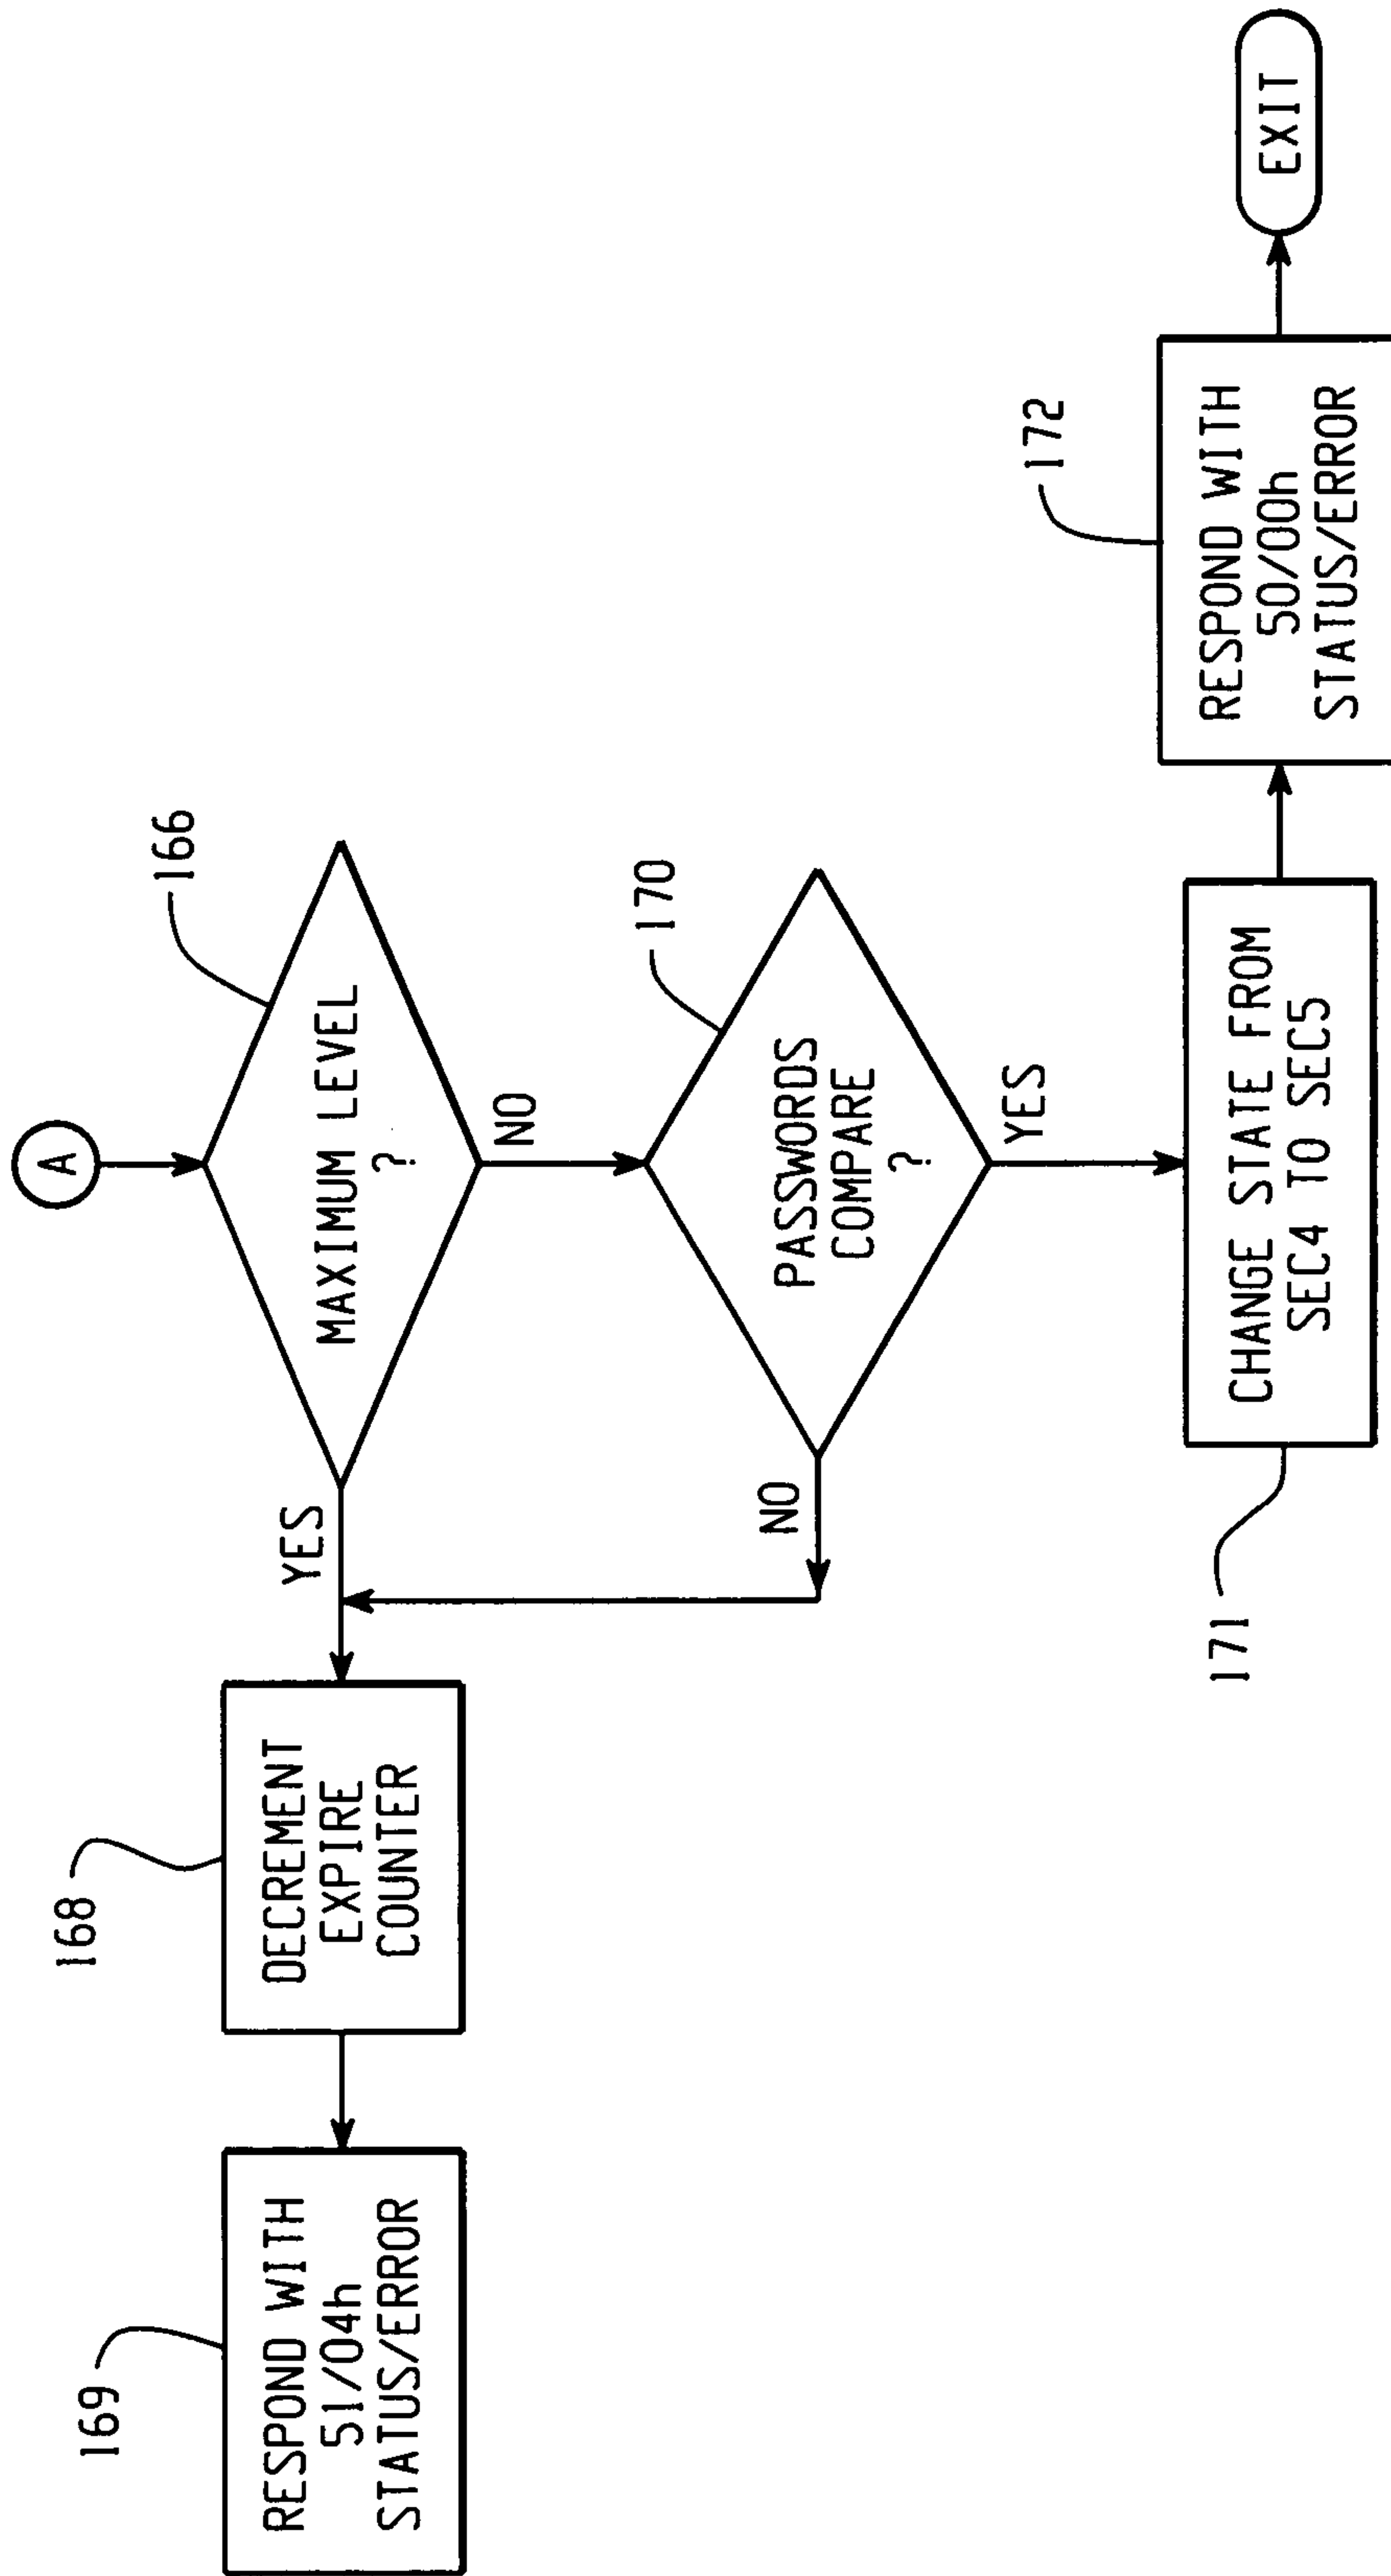 A
166
MAXIMUM LEVEL
?
YES
NO
168
DECREMENT
EXPIRE
COUNTER
169
RESPOND WITH
51/04h
STATUS/ERROR
170
PASSWORDS
COMPARE
?
NO
YES
171
CHANGE STATE FROM
SEC4 TO SEC5
172
RESPOND WITH
50/00h
STATUS/ERROR
EXIT